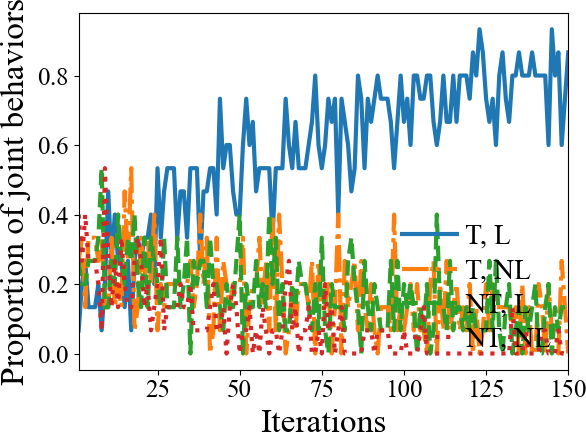 Proportion of joint behaviors
0.8
0.6
0.4
0.2
0.0
T, L
T, NL
NT, L
NT, NL
25 50 75 100 125 150
Iterations